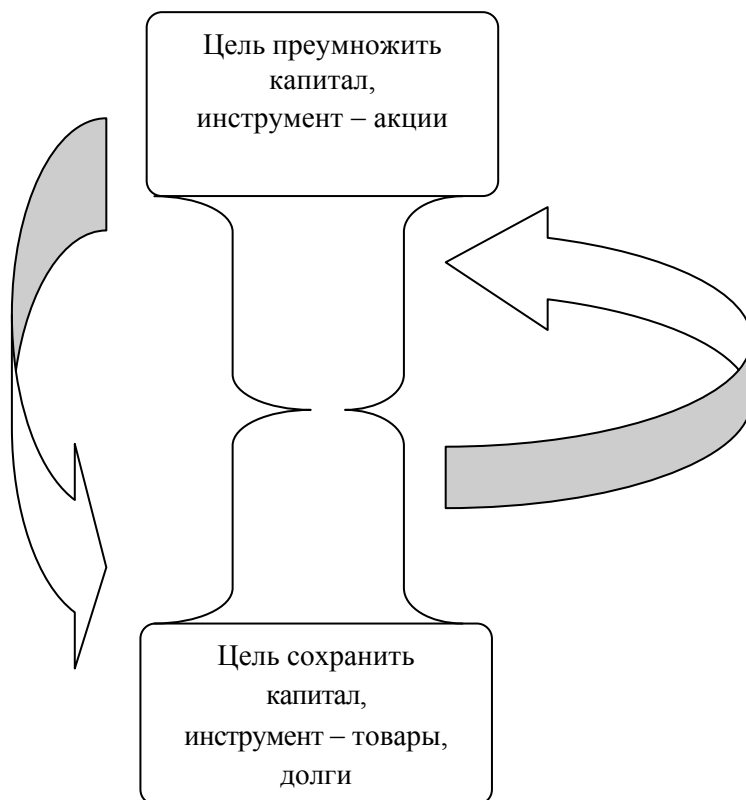 Цель преумножить
капитал,
инструмент – акции
Цель сохранить
капитал,
инструмент – товары,
долги